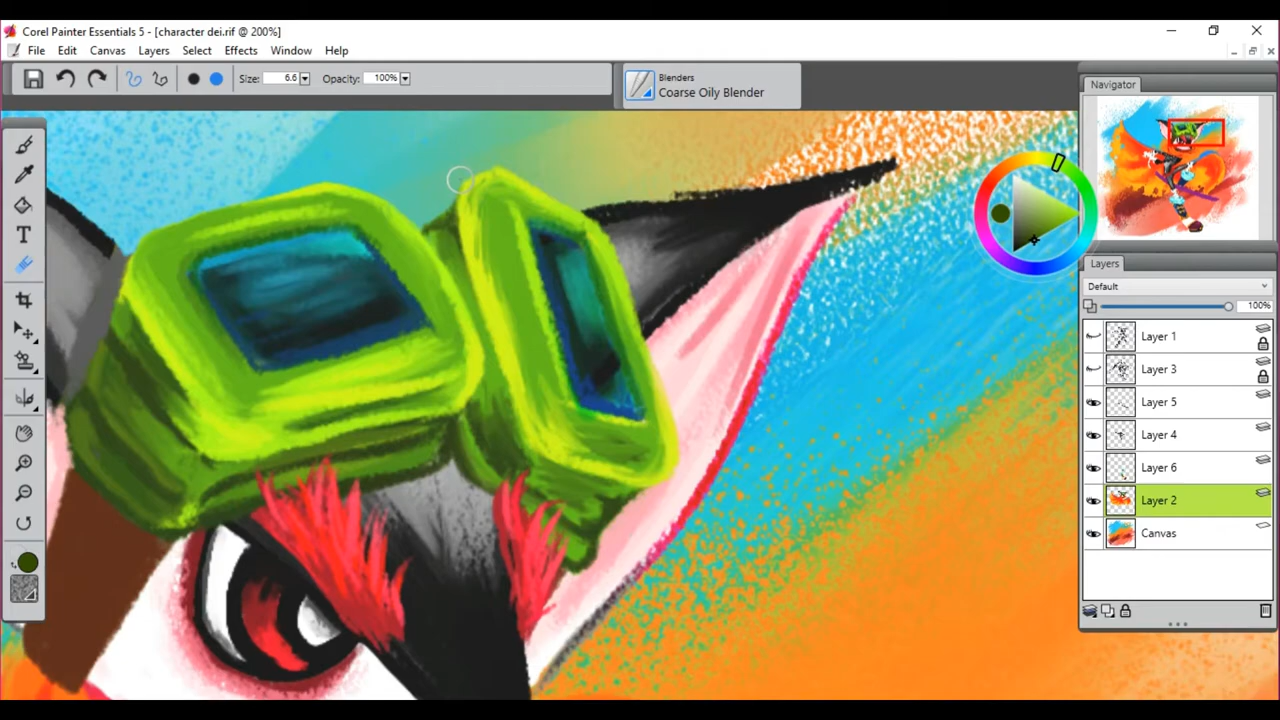 Corel Painter Essentials 5 - [character dei.rif @ 200%]
File Edit Canvas Layers Select Effects Window Help
Size: 6.6 Opacity: 100%
Blenders
Coarse Oily Blender
Navigator
Layers
Default
100%
Layer 1
Layer 3
Layer 5
Layer 4
Layer 6
Layer 2
Canvas